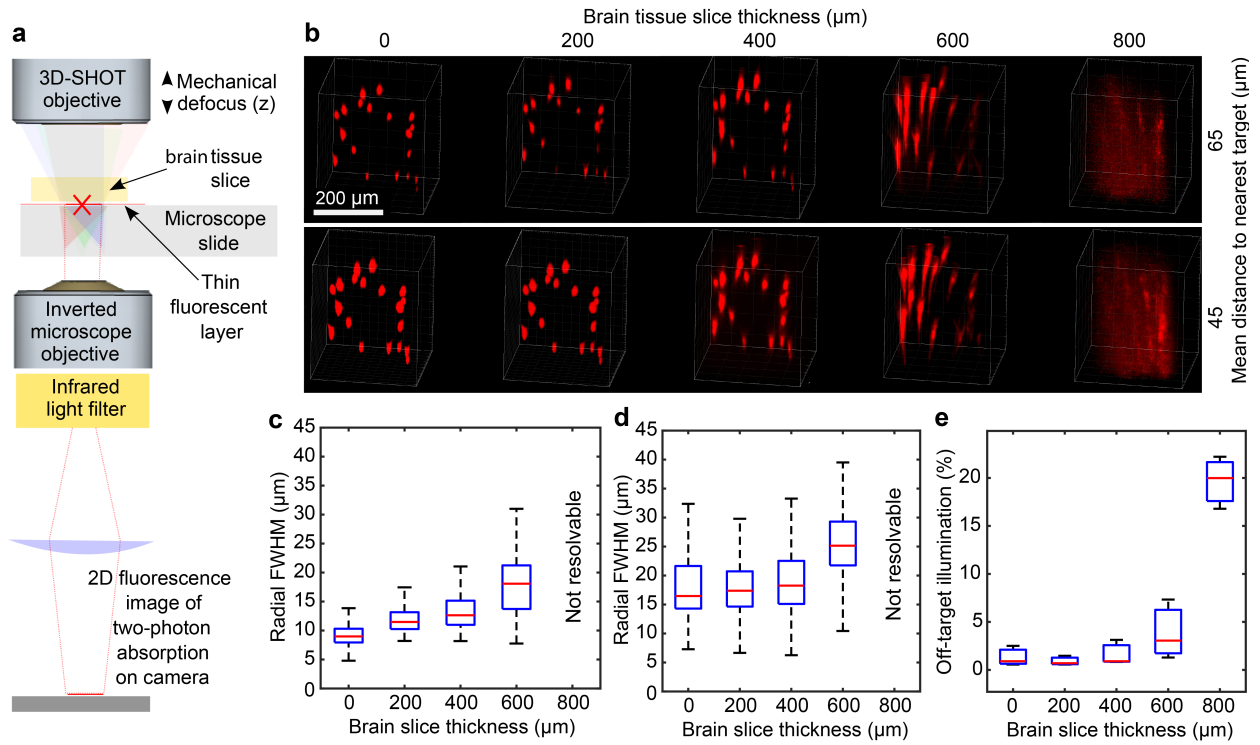 a
3D-SHOT
objective
Mechanical
defocus (z)
brain tissue
slice
Microscope
slide
Thin
fluorescent
layer
Inverted
microscope
objective
Infrared
light filter
2D fluorescence
image of
two-photon
absorption
on camera
b
Brain tissue slice thickness (µm)
0 200 400 600 800
200 µm
65
45
Mean distance to nearest target (µm)
c
Radial FWHM (µm)
45
40
35
30
25
20
15
10
5
0
Not resolvable
0 200 400 600 800
Brain slice thickness (µm)
d
Radial FWHM (µm)
45
40
35
30
25
20
15
10
5
0
Not resolvable
0 200 400 600 800
Brain slice thickness (µm)
e
Off-target illumination (%)
20
15
10
5
0
0 200 400 600 800
Brain slice thickness (µm)